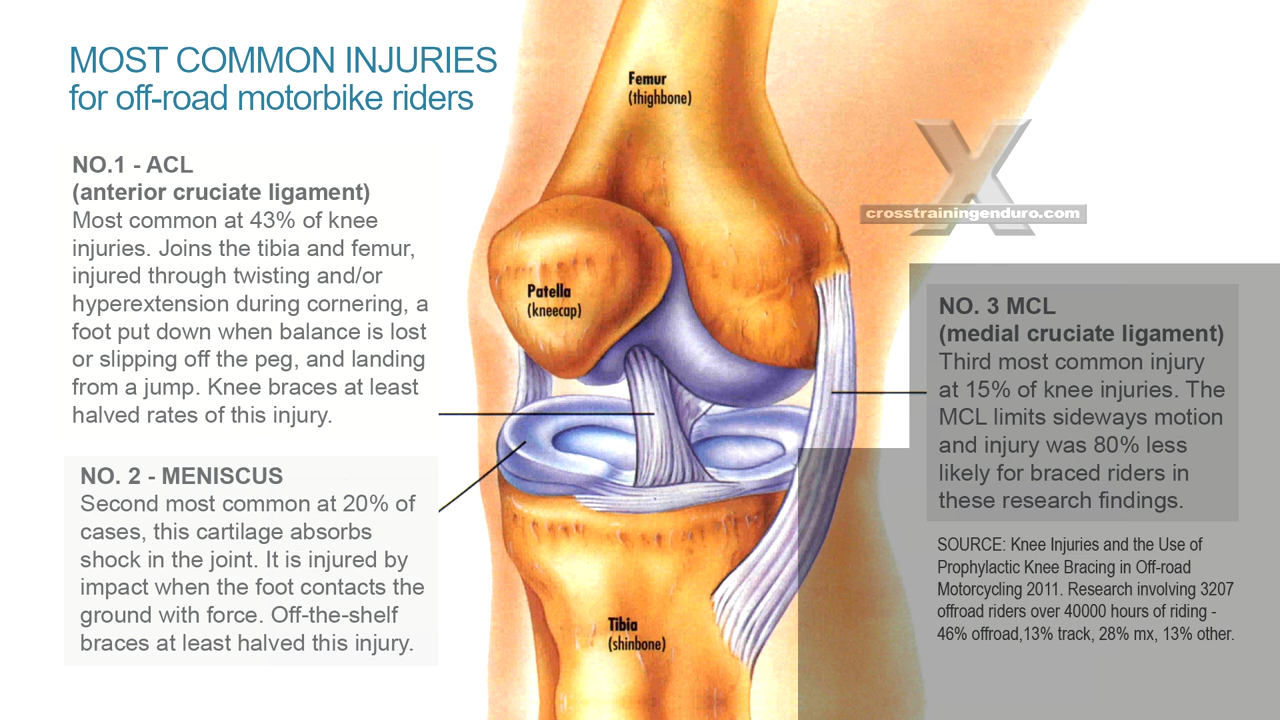 MOST COMMON INJURIES
for off-road motorbike riders
NO.1 - ACL
(anterior cruciate ligament)
Most common at 43% of knee
injuries. Joins the tibia and femur,
injured through twisting and/or
hyperextension during cornering, a
foot put down when balance is lost
or slipping off the peg, and landing
from a jump. Knee braces at least
halved rates of this injury.
NO. 2 - MENISCUS
Second most common at 20% of
cases, this cartilage absorbs
shock in the joint. It is injured by
impact when the foot contacts the
ground with force. Off-the-shelf
braces at least halved this injury.
Femur
(thighbone)
Patella
(kneecap)
Tibia
(shinbone)
X
crosstrainingenduro.com
NO. 3 MCL
(medial cruciate ligament)
Third most common injury
at 15% of knee injuries. The
MCL limits sideways motion
and injury was 80% less
likely for braced riders in
these research findings.
SOURCE: Knee Injuries and the Use of
Prophylactic Knee Bracing in Off-road
Motorcycling 2011. Research involving 3207
offroad riders over 40000 hours of riding -
46% offroad,13% track, 28% mx, 13% other.